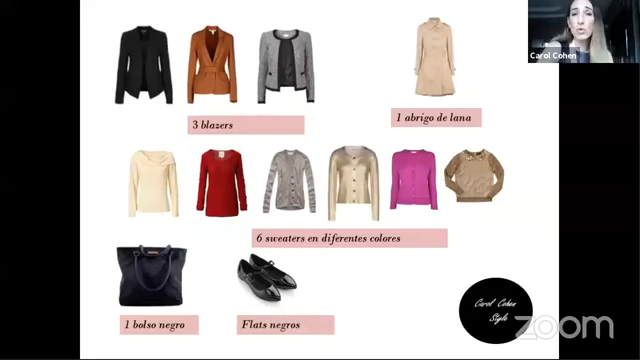 Carol Cohen
3 blazers
1 abrigo de lana
6 sweaters en diferentes colores
1 bolso negro
Flats negros
Carol Cohen
Style
zoom